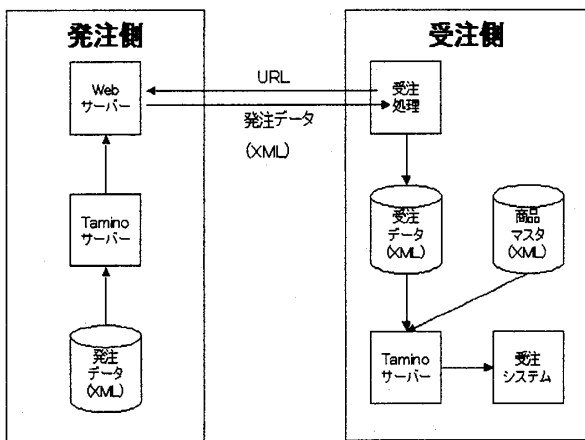 発注側
Web
サーバー
Tamino
サーバー
発注
データ
(XML)
URL
発注データ
(XML)
受注側
受注
処理
受注
データ
(XML)
商品
マスタ
(XML)
Tamino
サーバー
受注
システム